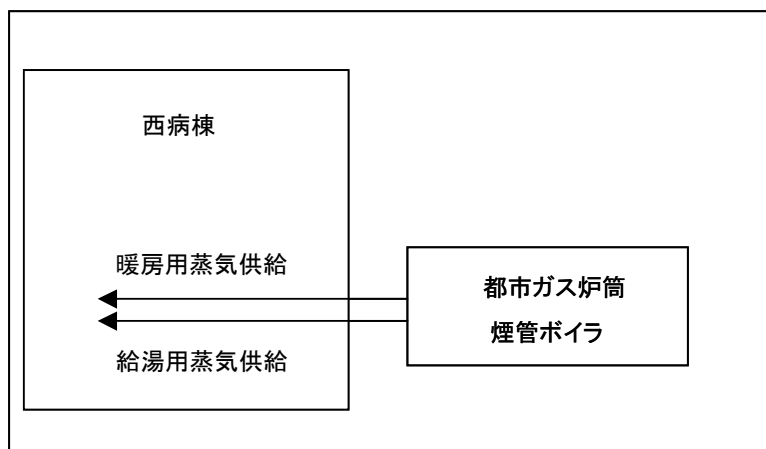 西病棟
暖房用蒸気供給
給湯用蒸気供給
都市ガス炉筒
煙管ボイラ